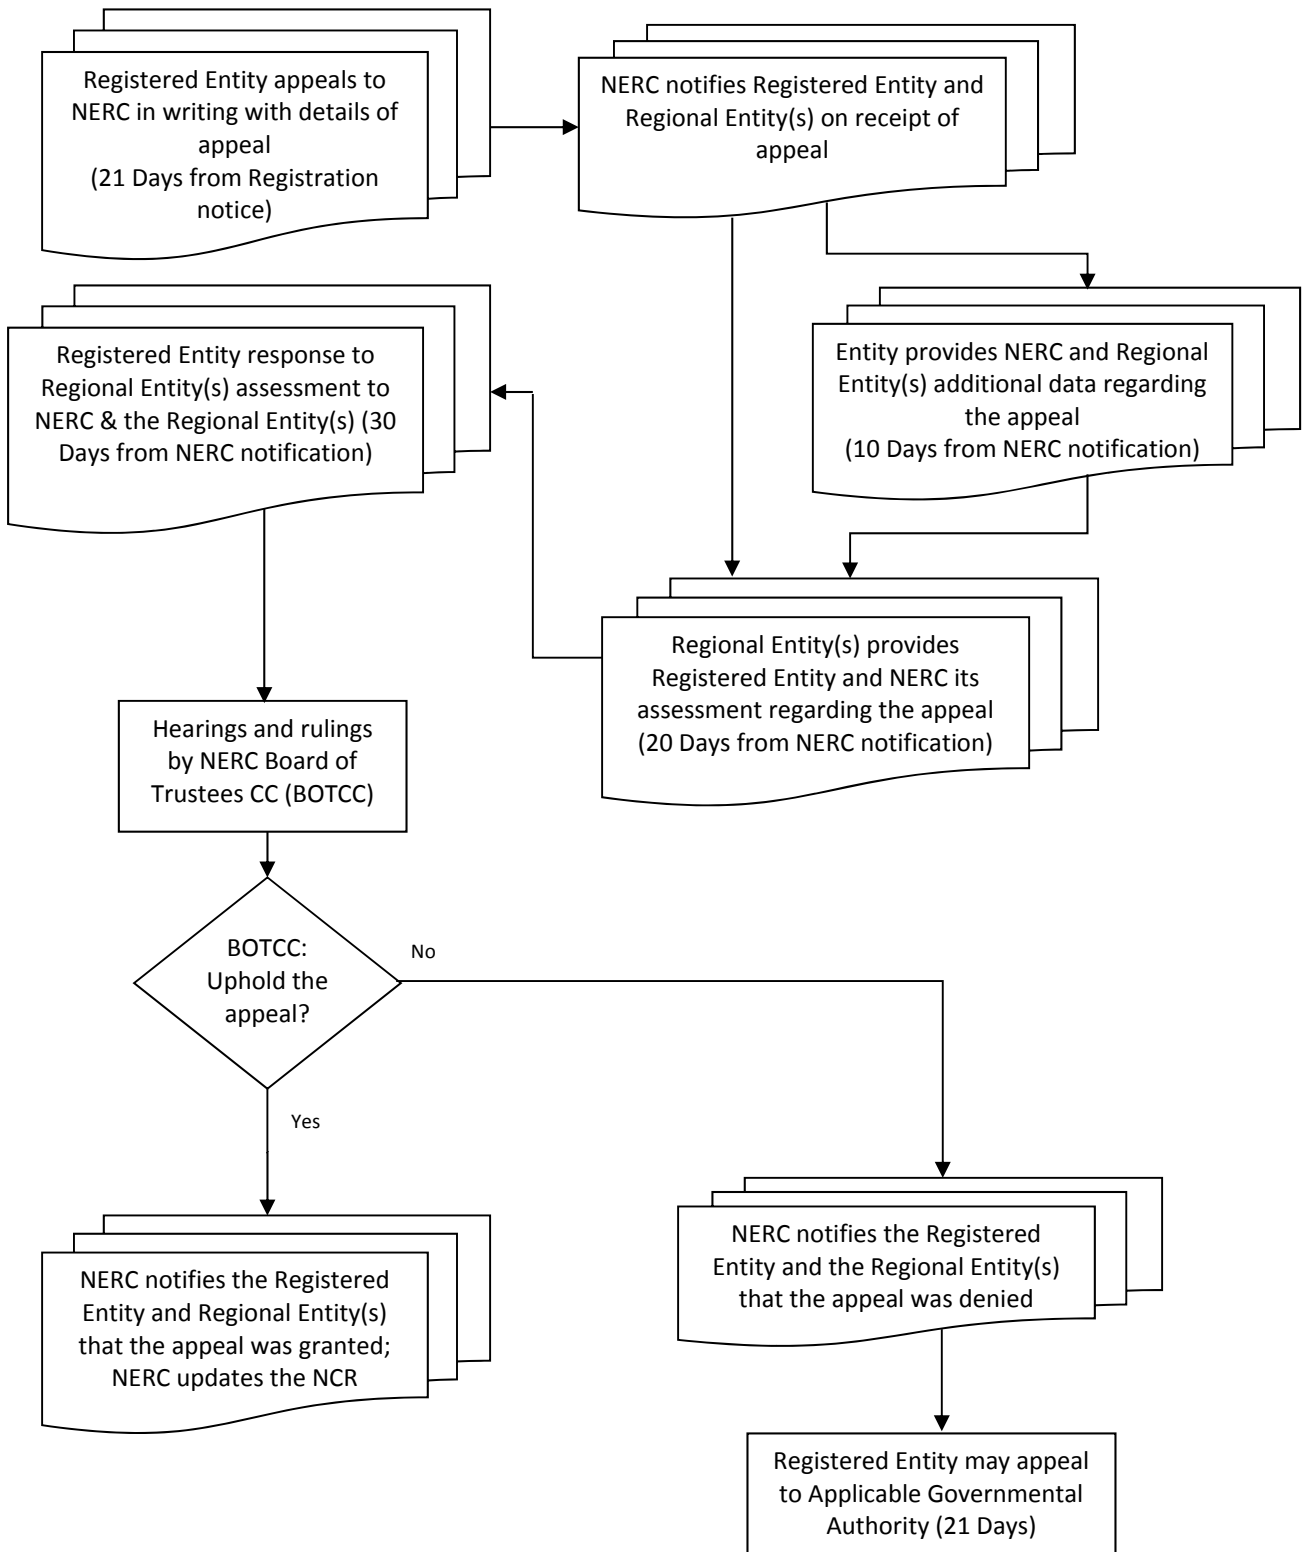 Registered Entity appeals to
NERC in writing with details of
appeal
(21 Days from Registration
notice)
NERC notifies Registered Entity and
Regional Entity(s) on receipt of
appeal
Entity provides NERC and Regional
Entity(s) additional data regarding
the appeal
(10 Days from NERC notification)
Registered Entity response to
Regional Entity(s) assessment to
NERC & the Regional Entity(s) (30
Days from NERC notification)
Regional Entity(s) provides
Registered Entity and NERC its
assessment regarding the appeal
(20 Days from NERC notification)
Hearings and rulings
by NERC Board of
Trustees CC (BOTCC)
BOTCC:
Uphold the
appeal?
No
Yes
NERC notifies the Registered
Entity and Regional Entity(s)
that the appeal was granted;
NERC updates the NCR
NERC notifies the Registered
Entity and the Regional Entity(s)
that the appeal was denied
Registered Entity may appeal
to Applicable Governmental
Authority (21 Days)